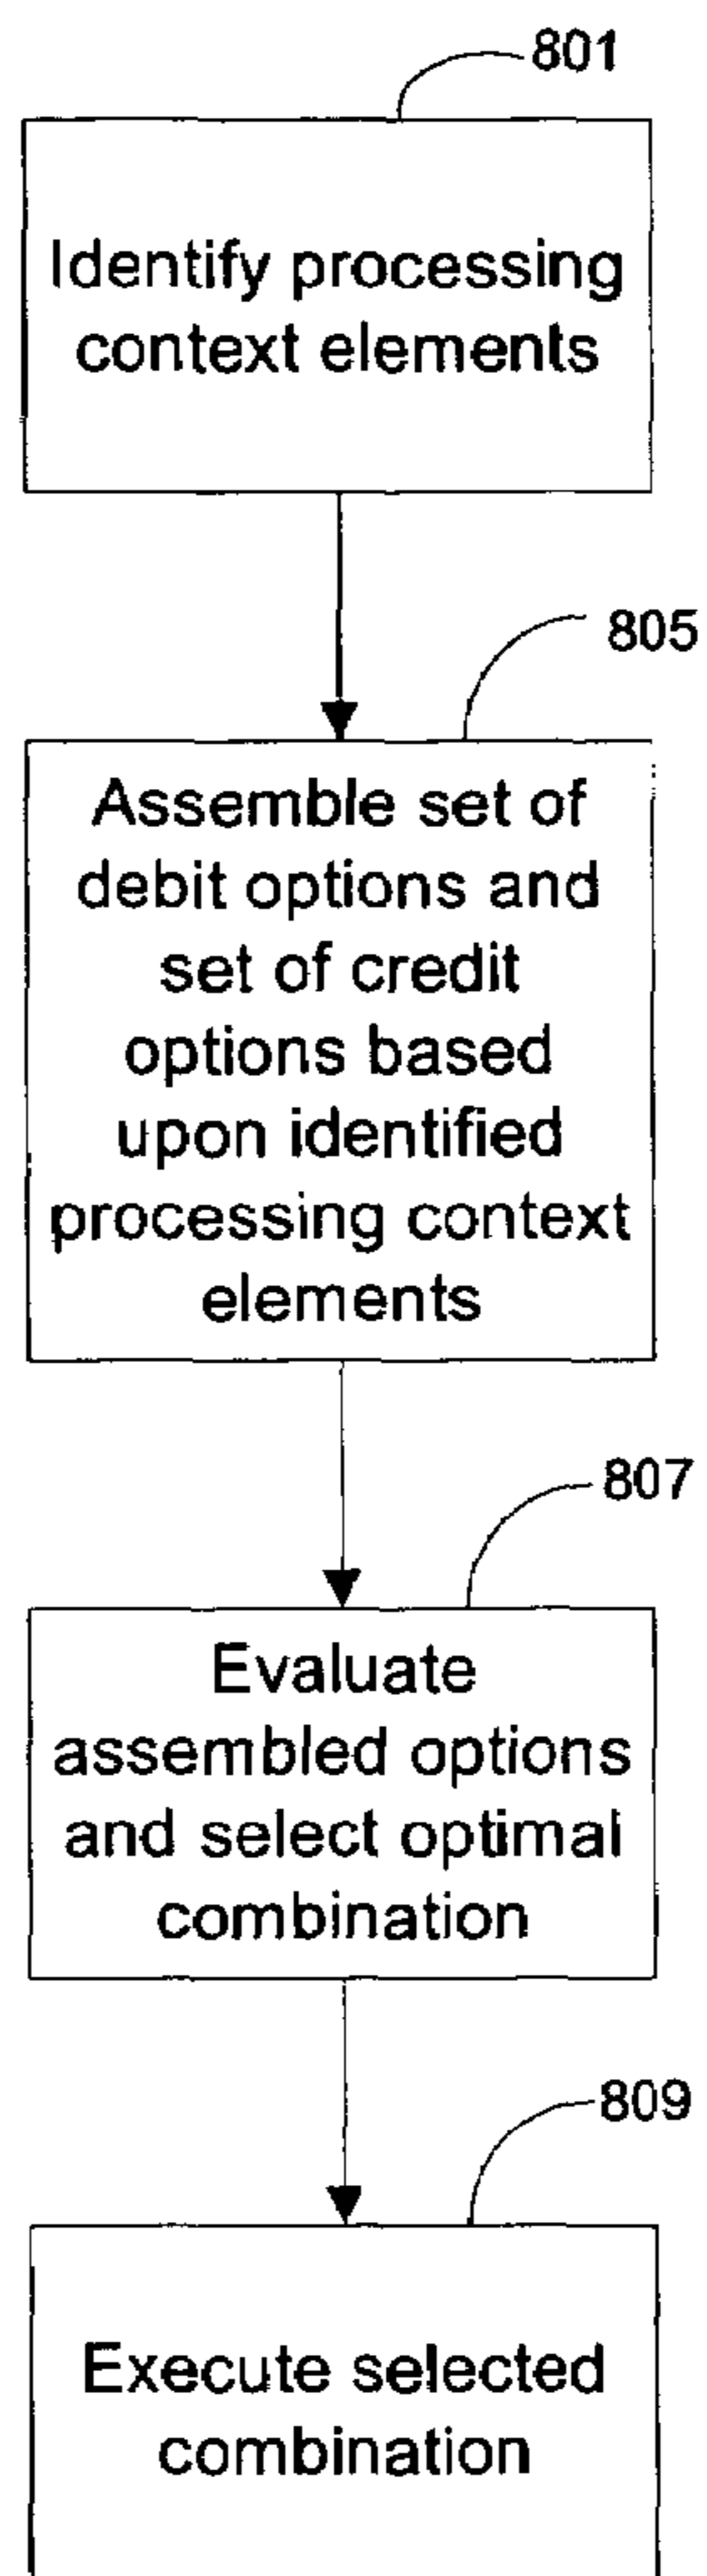 801
Identify processing
context elements
805
Assemble set of
debit options and
set of credit
options based
upon identified
processing context
elements
807
Evaluate
assembled options
and select optimal
combination
809
Execute selected
combination